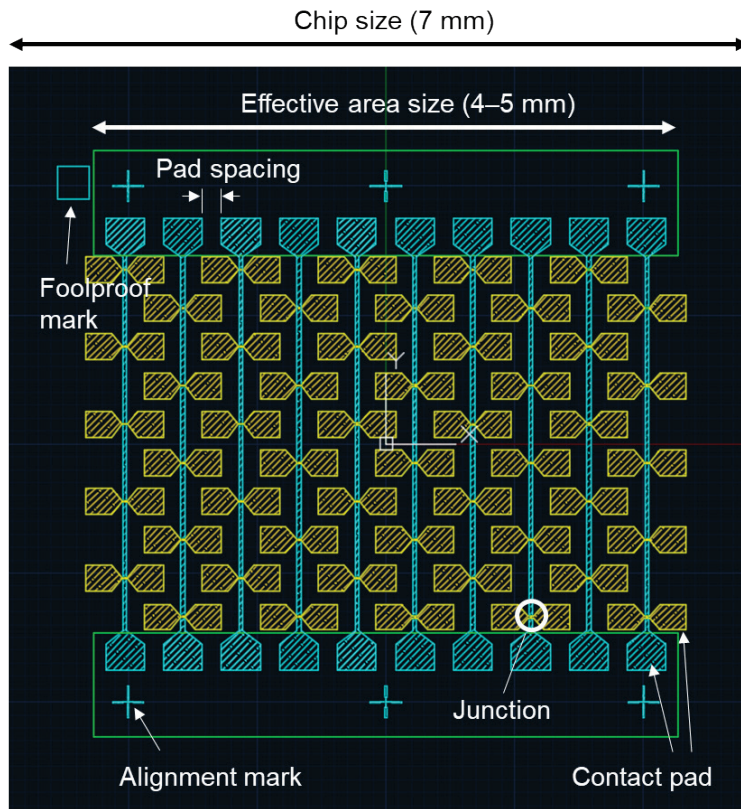 Chip size (7 mm)
Effective area size (4–5 mm)
Pad spacing
Foolproof
mark
Y
X
Junction
Alignment mark
Contact pad